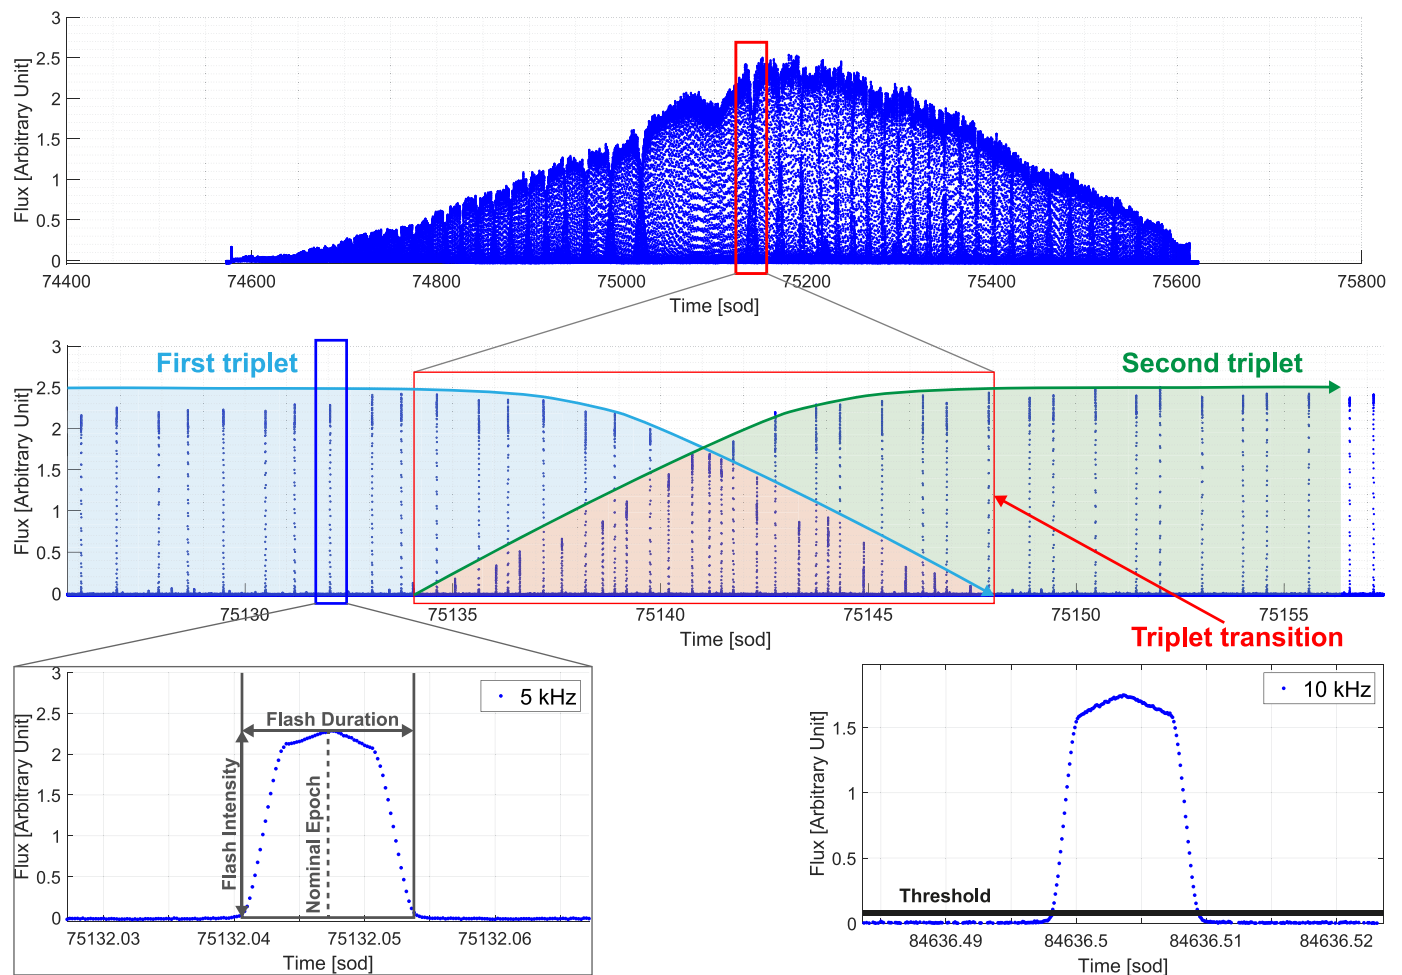 Flux [Arbitrary Unit]
3
2.5
2
1.5
1
0.5
0
74400 74600 74800 75000 75200 75400 75600 75800
Time [sod]
Flux [Arbitrary Unit]
3
2.5
2
1.5
1
0.5
0
First triplet
Second triplet
75130 75135 75140 75145 75150 75155
Time [sod]
Triplet transition
Flux [Arbitrary Unit]
3
2.5
2
1.5
1
0.5
0
5 kHz
Flash Duration
Flash Intensity
Nominal Epoch
75132.03 75132.04 75132.05 75132.06
Time [sod]
Flux [Arbitrary Unit]
1.5
1
0.5
0
10 kHz
Threshold
84636.49 84636.5 84636.51 84636.52
Time [sod]